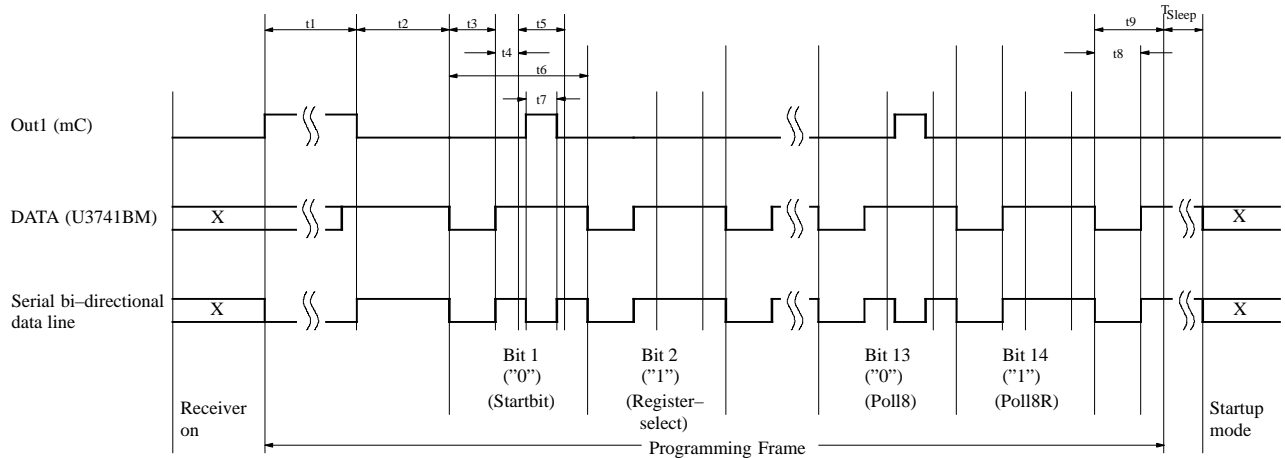 t1
t2
t3
t4
t5
t6
t7
t9
TSleep
t8
Out1 (mC)
DATA (U3741BM)
X
X
Serial bi–directional
data line
X
X
Bit 1
("0")
(Startbit)
Bit 2
("1")
(Register–
select)
Bit 13
("0")
(Poll8)
Bit 14
("1")
(Poll8R)
Receiver
on
Startup
mode
Programming Frame